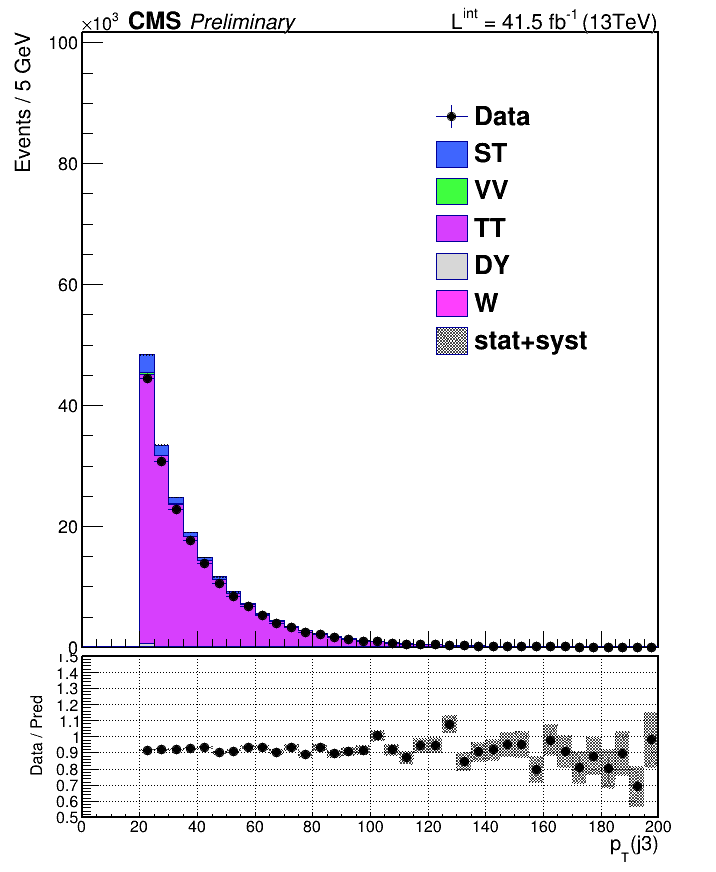 ×10³ CMS Preliminary L^int = 41.5 fb⁻¹ (13TeV)
Events / 5 GeV
100
80
60
40
20
0
Data
ST
VV
TT
DY
W
stat+syst
Data / Pred
1.5
1.4
1.3
1.2
1.1
1
0.9
0.8
0.7
0.6
0.5
0 20 40 60 80 100 120 140 160 180 200
p_T(j3)